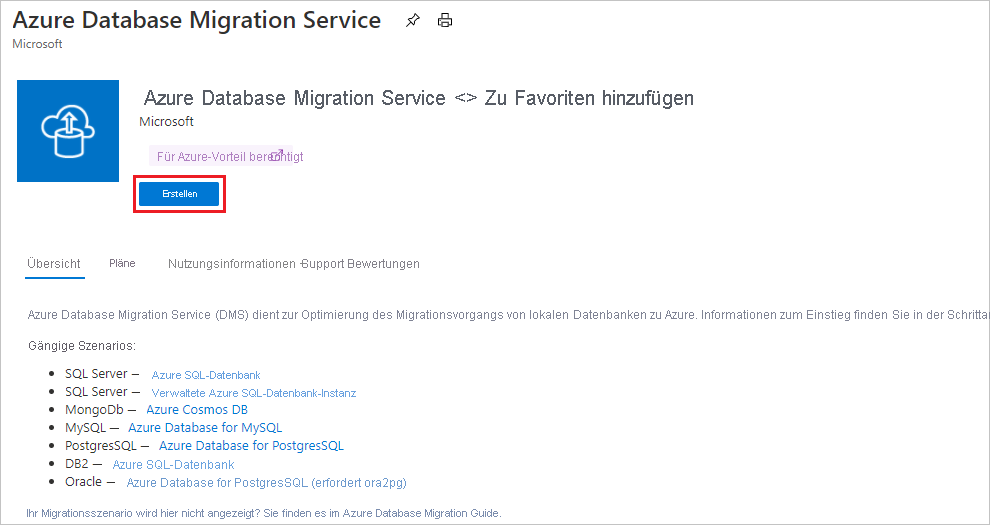 Azure Database Migration Service
Microsoft
Azure Database Migration Service <> Zu Favoriten hinzufügen
Microsoft
Für Azure-Vorteil berechtigt
Erstellen
Übersicht Pläne Nutzungsinformationen + Support Bewertungen
Azure Database Migration Service (DMS) dient zur Optimierung des Migrationsvorgangs von lokalen Datenbanken zu Azure. Informationen zum Einstieg finden Sie in der Schrittan
Gängige Szenarios:
• SQL Server — Azure SQL-Datenbank
• SQL Server — Verwaltete Azure SQL-Datenbank-Instanz
• MongoDb — Azure Cosmos DB
• MySQL — Azure Database for MySQL
• PostgresSQL — Azure Database for PostgresSQL
• DB2 — Azure SQL-Datenbank
• Oracle — Azure Database for PostgresSQL (erfordert ora2pg)
Ihr Migrationsszenario wird hier nicht angezeigt? Sie finden es im Azure Database Migration Guide.